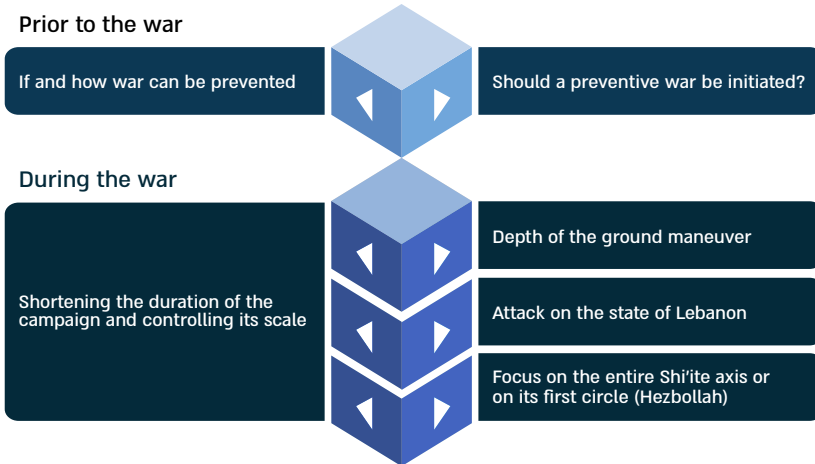 Prior to the war
If and how war can be prevented
Should a preventive war be initiated?
During the war
Shortening the duration of the
campaign and controlling its scale
Depth of the ground maneuver
Attack on the state of Lebanon
Focus on the entire Shi'ite axis or
on its first circle (Hezbollah)